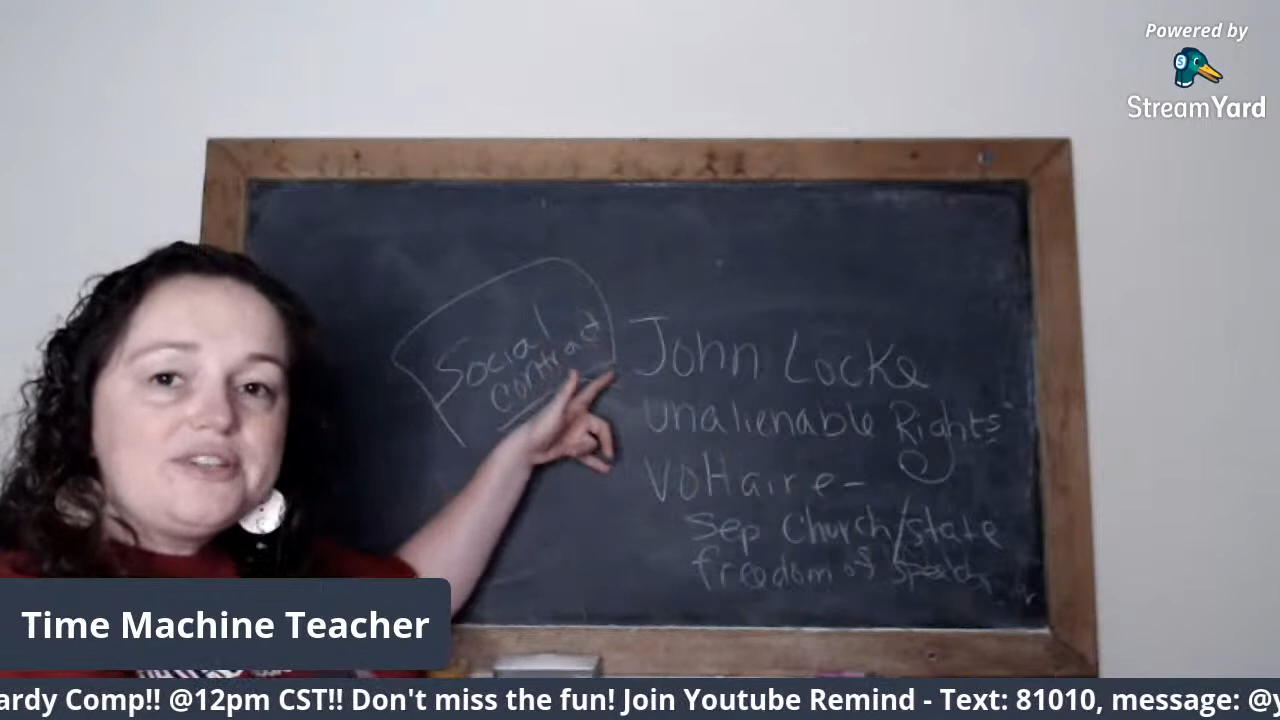 Powered by
StreamYard
Social
contract
John Locke
unalienable Rights
Voltaire-
Sep Church/state
freedom of Speech
Time Machine Teacher
ardy Comp!! @12pm CST!! Don't miss the fun! Join Youtube Remind - Text: 81010, message: @y